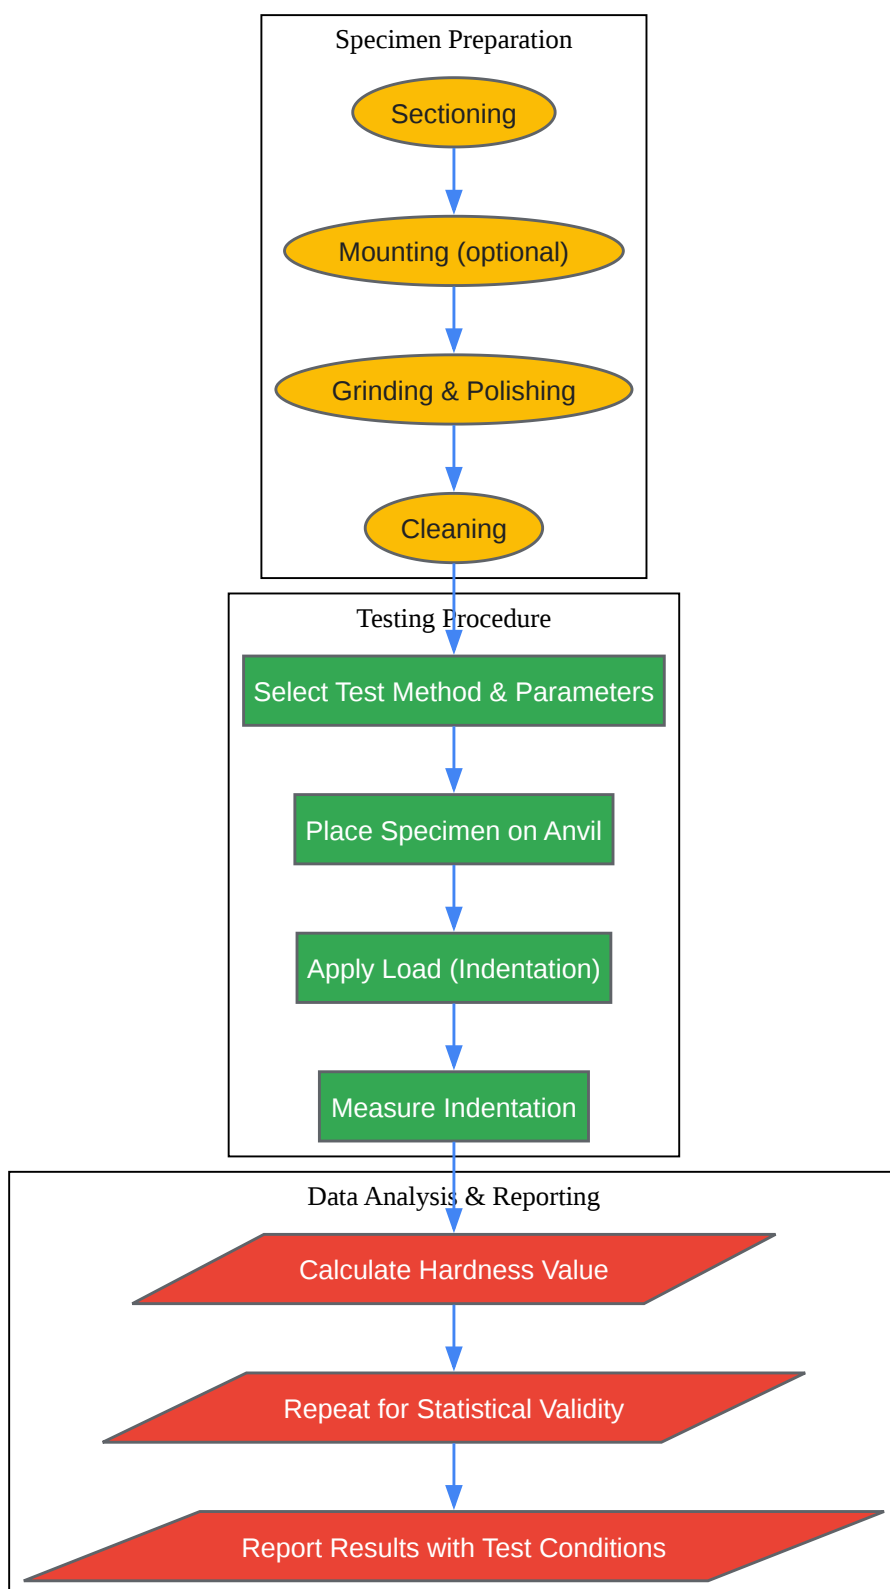 Specimen Preparation
Sectioning
Mounting (optional)
Grinding & Polishing
Cleaning
Testing Procedure
Select Test Method & Parameters
Place Specimen on Anvil
Apply Load (Indentation)
Measure Indentation
Data Analysis & Reporting
Calculate Hardness Value
Repeat for Statistical Validity
Report Results with Test Conditions